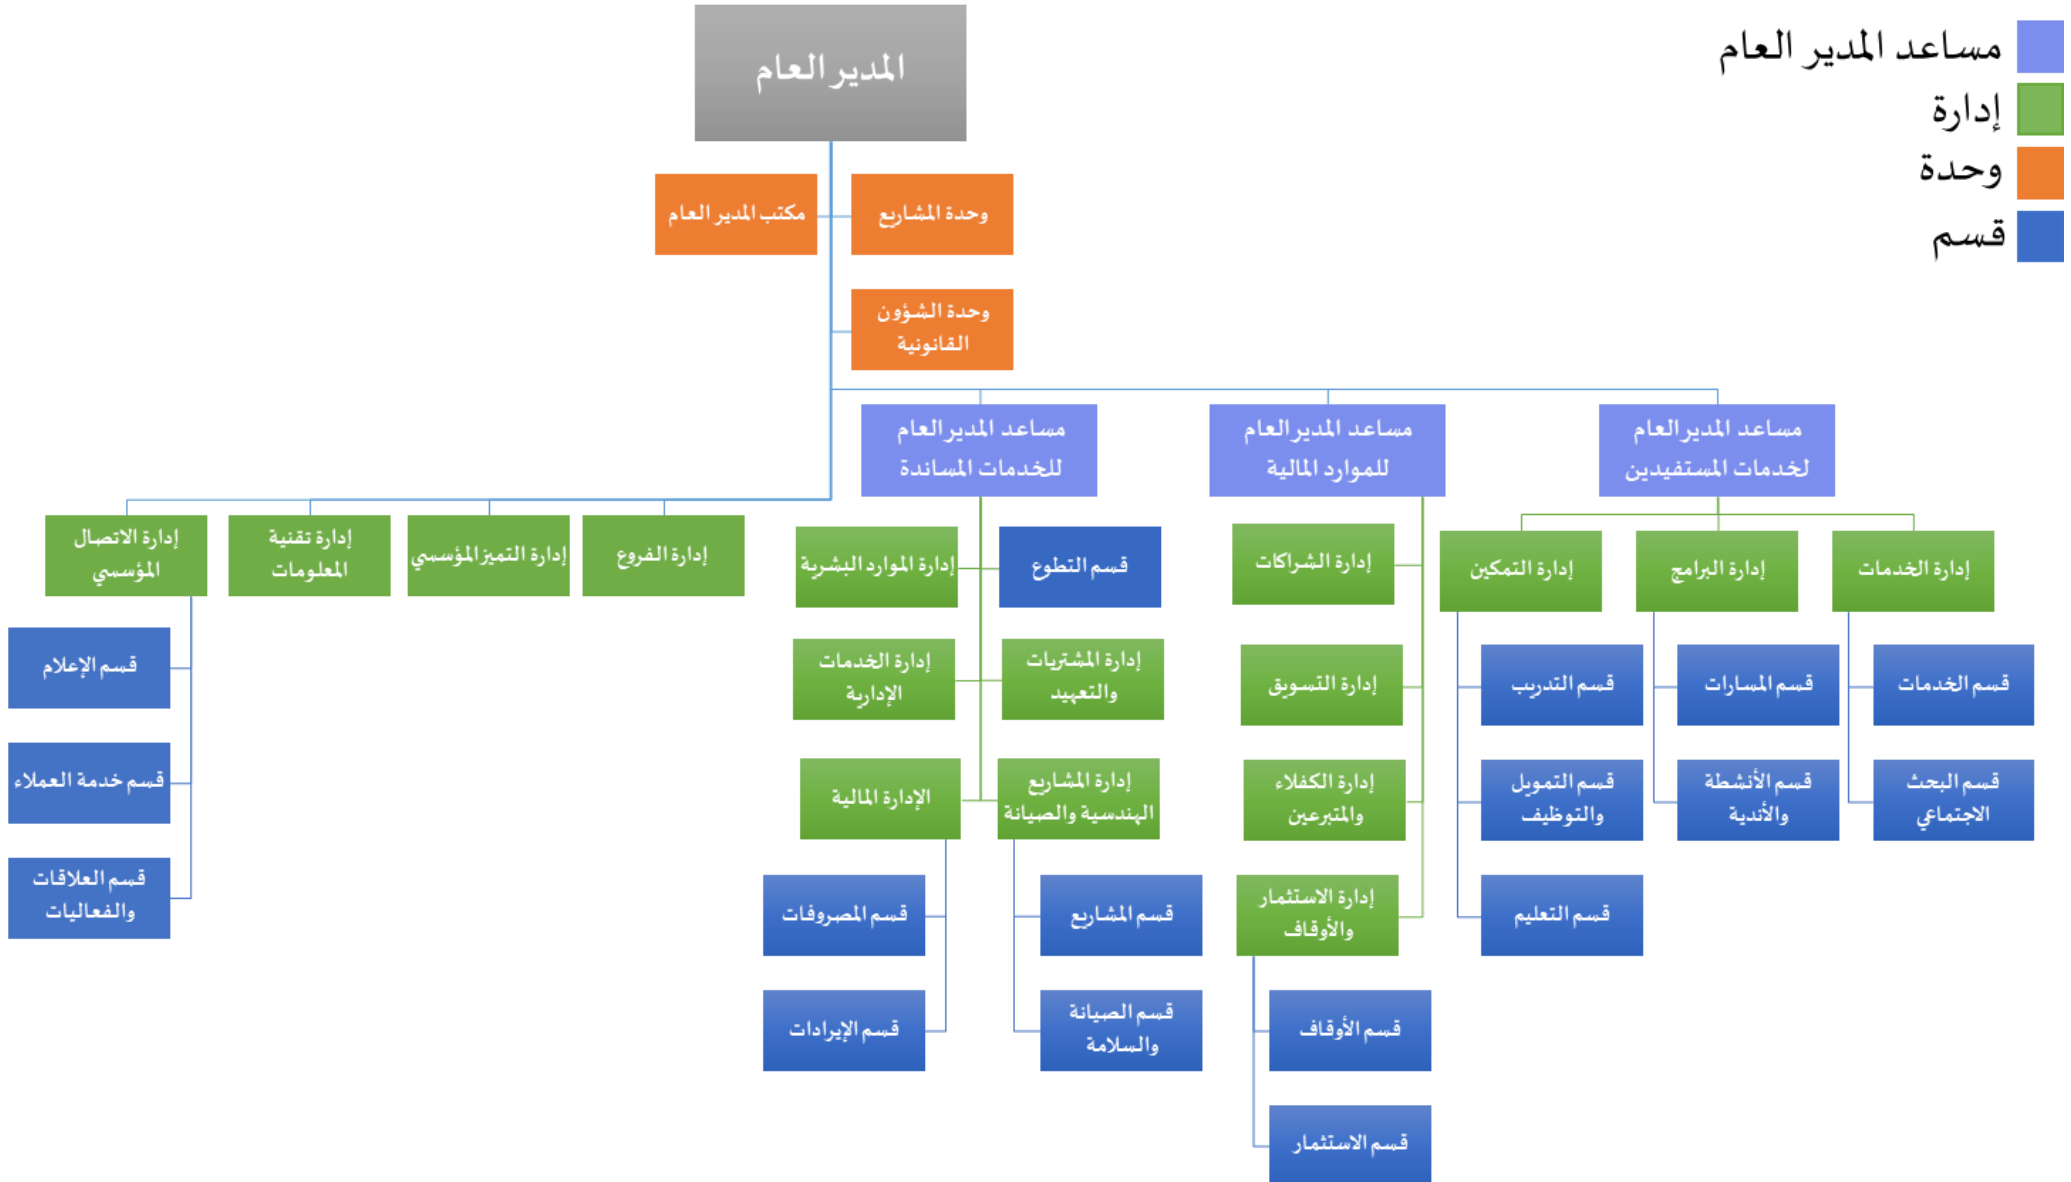 المدير العام
مساعد المدير العام
إدارة
وحدة
قسم
وحدة المشاريع
مكتب المدير العام
وحدة الشؤون
القانونية
مساعد المدير العام
لخدمات المستفيدين
مساعد المدير العام
للموارد المالية
مساعد المدير العام
للخدمات المساندة
إدارة الخدمات
إدارة البرامج
إدارة التمكين
قسم الخدمات
قسم البحث
الاجتماعي
قسم المسارات
قسم الأنشطة
والأندية
قسم التدريب
قسم التمويل
والتوظيف
قسم التعليم
إدارة الشراكات
إدارة التسويق
إدارة الكفلاء
والمتبرعين
إدارة الاستثمار
والأوقاف
قسم الأوقاف
قسم الاستثمار
قسم التطوع
إدارة الموارد البشرية
إدارة المشتريات
والتعهيد
إدارة الخدمات
الإدارية
إدارة المشاريع
الهندسية والصيانة
الإدارة المالية
قسم المشاريع
قسم الصيانة
والسلامة
قسم المصروفات
قسم الإيرادات
إدارة الفروع
إدارة التميز المؤسسي
إدارة تقنية
المعلومات
إدارة الاتصال
المؤسسي
قسم الإعلام
قسم خدمة العملاء
قسم العلاقات
والفعاليات